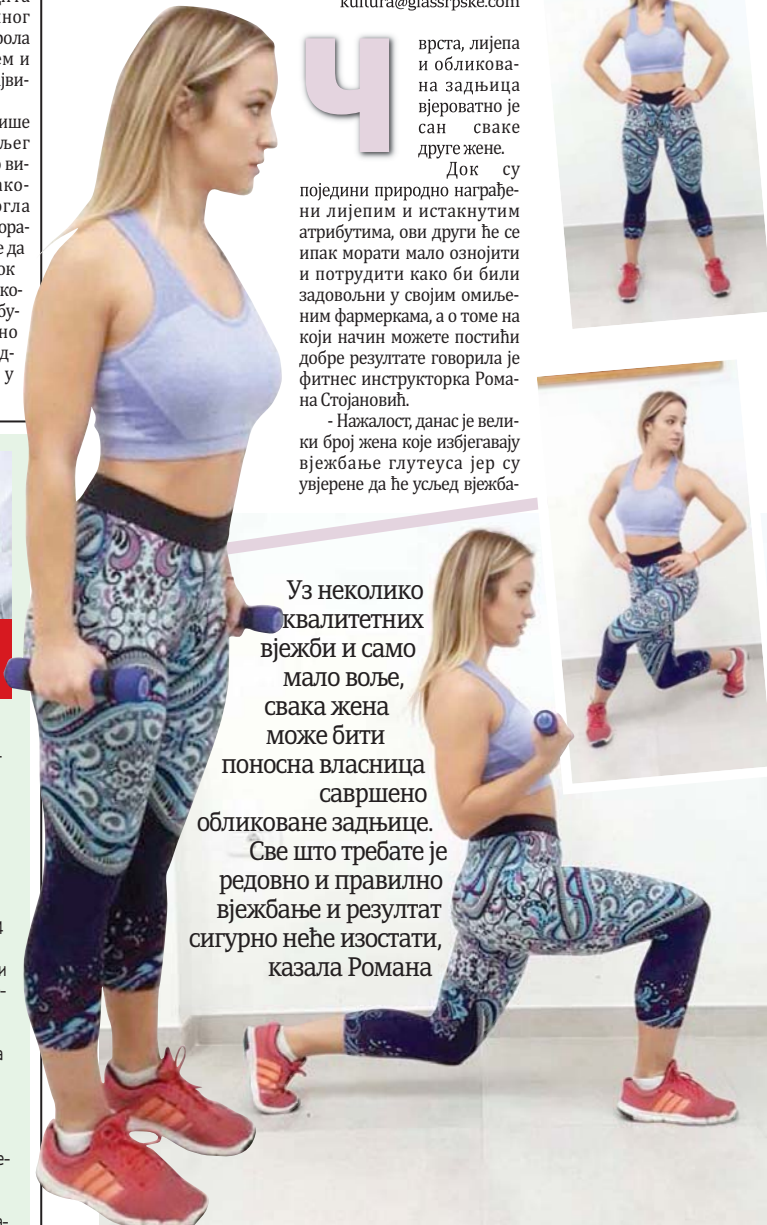 kultura@glassrpske.com
Ч
врста, лијепа
и обликова-
на задњица
вјероватно је
сан сваке
друге жене.
Док су
поједини природно награђе-
ни лијепим и истакнутим
атрибутима, ови други ће се
ипак морати мало ознојити
и потрудити како би били
задовољни у својим омиље-
ним фармеркама, а о томе на
који начин можете постићи
добре резултате говорила је
фитнес инструкторка Рома-
на Стојановић.
- Нажалост, данас је вели-
ки број жена које избјегавају
вјежбање глутеуса јер су
увјерене да ће усљед вјежба-
Уз неколико
квалитетних
вјежби и само
мало воље,
свака жена
може бити
поносна власница
савршено
обликоване задњице.
Све што требате је
редовно и правилно
вјежбање и резултат
сигурно неће изостати,
казала Романа